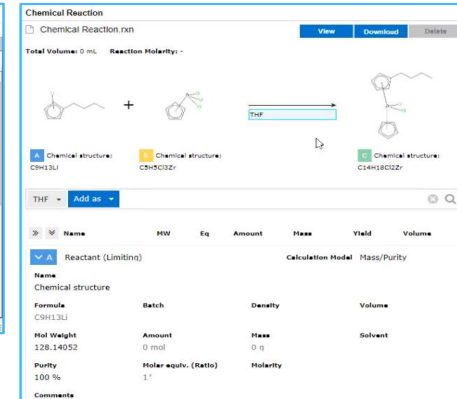 Chemical Reaction
Chemical Reaction.rxn
View
Download
Delete
Total Volume: 0 mL Reaction Molarity: -
+
THF
A Chemical structure:
C9H13Li
B Chemical structure:
C5H5Cl3Zr
C Chemical structure:
C14H18Cl2Zr
THF
Add as
Name MW Eq Amount Mass Yield Volume
A Reactant (Limiting) Calculation Model Mass/Purity
Name
Chemical structure
Formula Batch Density Volume
C9H13Li
Mol Weight Amount Mass Solvent
128.14052 0 mol 0 g
Purity Molar equiv. (Ratio) Molarity
100 % 1*
Comments